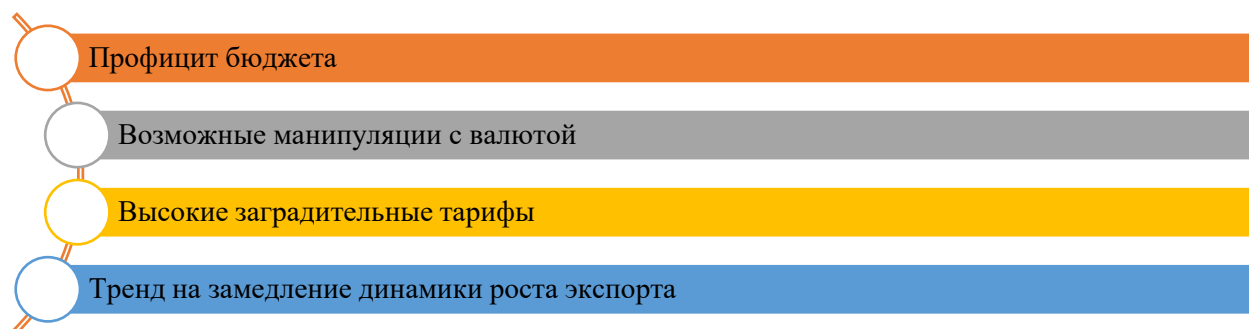 Профицит бюджета
Возможные манипуляции с валютой
Высокие заградительные тарифы
Тренд на замедление динамики роста экспорта